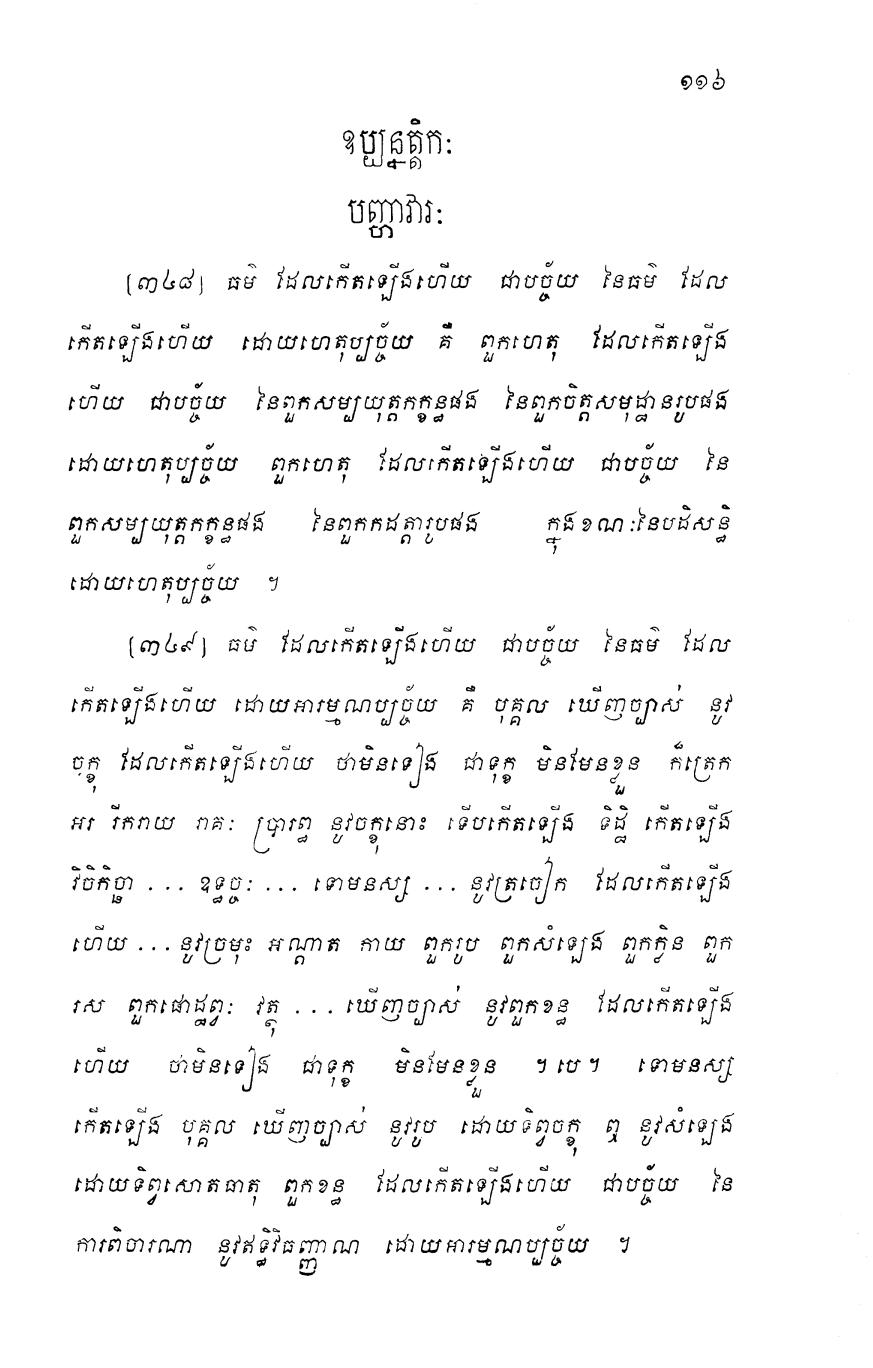 ១១៦
ឧប្បន្នត្តិកៈ
បញ្ហាវារៈ
[៣៤៨] ធម៌ ដែលកើតឡើងហើយ ជាបច្ច័យ នៃធម៌ ដែល
កើតឡើងហើយ ដោយហេតុប្បច្ច័យ គឺ ពួកហេតុ ដែលកើតឡើង
ហើយ ជាបច្ច័យ នៃពួកសម្បយុត្តកក្ខន្ធផង នៃពួកចិត្តសមុដ្ឋានរូបផង
ដោយហេតុប្បច្ច័យ ពួកហេតុ ដែលកើតឡើងហើយ ជាបច្ច័យ នៃ
ពួកសម្បយុត្តកក្ខន្ធផង នៃពួកកដត្តារូបផង ក្នុងខណៈនៃបដិសន្ធិ
ដោយហេតុប្បច្ច័យ ។
[៣៤៩] ធម៌ ដែលកើតឡើងហើយ ជាបច្ច័យ នៃធម៌ ដែល
កើតឡើងហើយ ដោយអារម្មណប្បច្ច័យ គឺ បុគ្គល ឃើញច្បាស់ នូវ
ចក្ខុ ដែលកើតឡើងហើយ ថាមិនទៀង ជាទុក្ខ មិនមែនខ្លួន ក៏ត្រេក
អរ រីករាយ រាគៈ ប្រារព្ធ នូវចក្ខុនោះ ទើបកើតឡើង ទិដ្ឋិ កើតឡើង
វិចិកិច្ឆា ... ឧទ្ធច្ចៈ ... ទោមនស្ស ... នូវត្រចៀក ដែលកើតឡើង
ហើយ ... នូវច្រមុះ អណ្តាត កាយ ពួករូប ពួកសំឡេង ពួកក្លិន ពួក
រស ពួកផោដ្ឋព្វៈ វត្ថុ ... ឃើញច្បាស់ នូវពួកខន្ធ ដែលកើតឡើង
ហើយ ថាមិនទៀង ជាទុក្ខ មិនមែនខ្លួន ។ បេ ។ ទោមនស្ស
កើតឡើង បុគ្គល ឃើញច្បាស់ នូវរូប ដោយទិព្វចក្ខុ ឮ នូវសំឡេង
ដោយទិព្វសោតធាតុ ពួកខន្ធ ដែលកើតឡើងហើយ ជាបច្ច័យ នៃ
ការពិចារណា នូវឥទ្ធិវិធញ្ញាណ ដោយអារម្មណប្បច្ច័យ ។